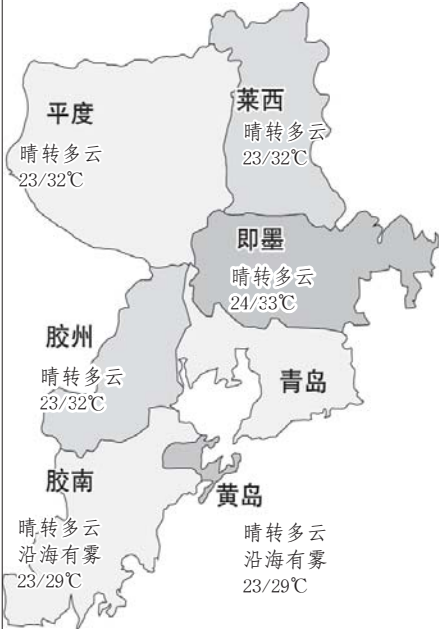 平度
晴转多云
23/32℃
莱西
晴转多云
23/32℃
即墨
晴转多云
24/33℃
胶州
晴转多云
23/32℃
青岛
胶南
晴转多云
沿海有雾
23/29℃
黄岛
晴转多云
沿海有雾
23/29℃